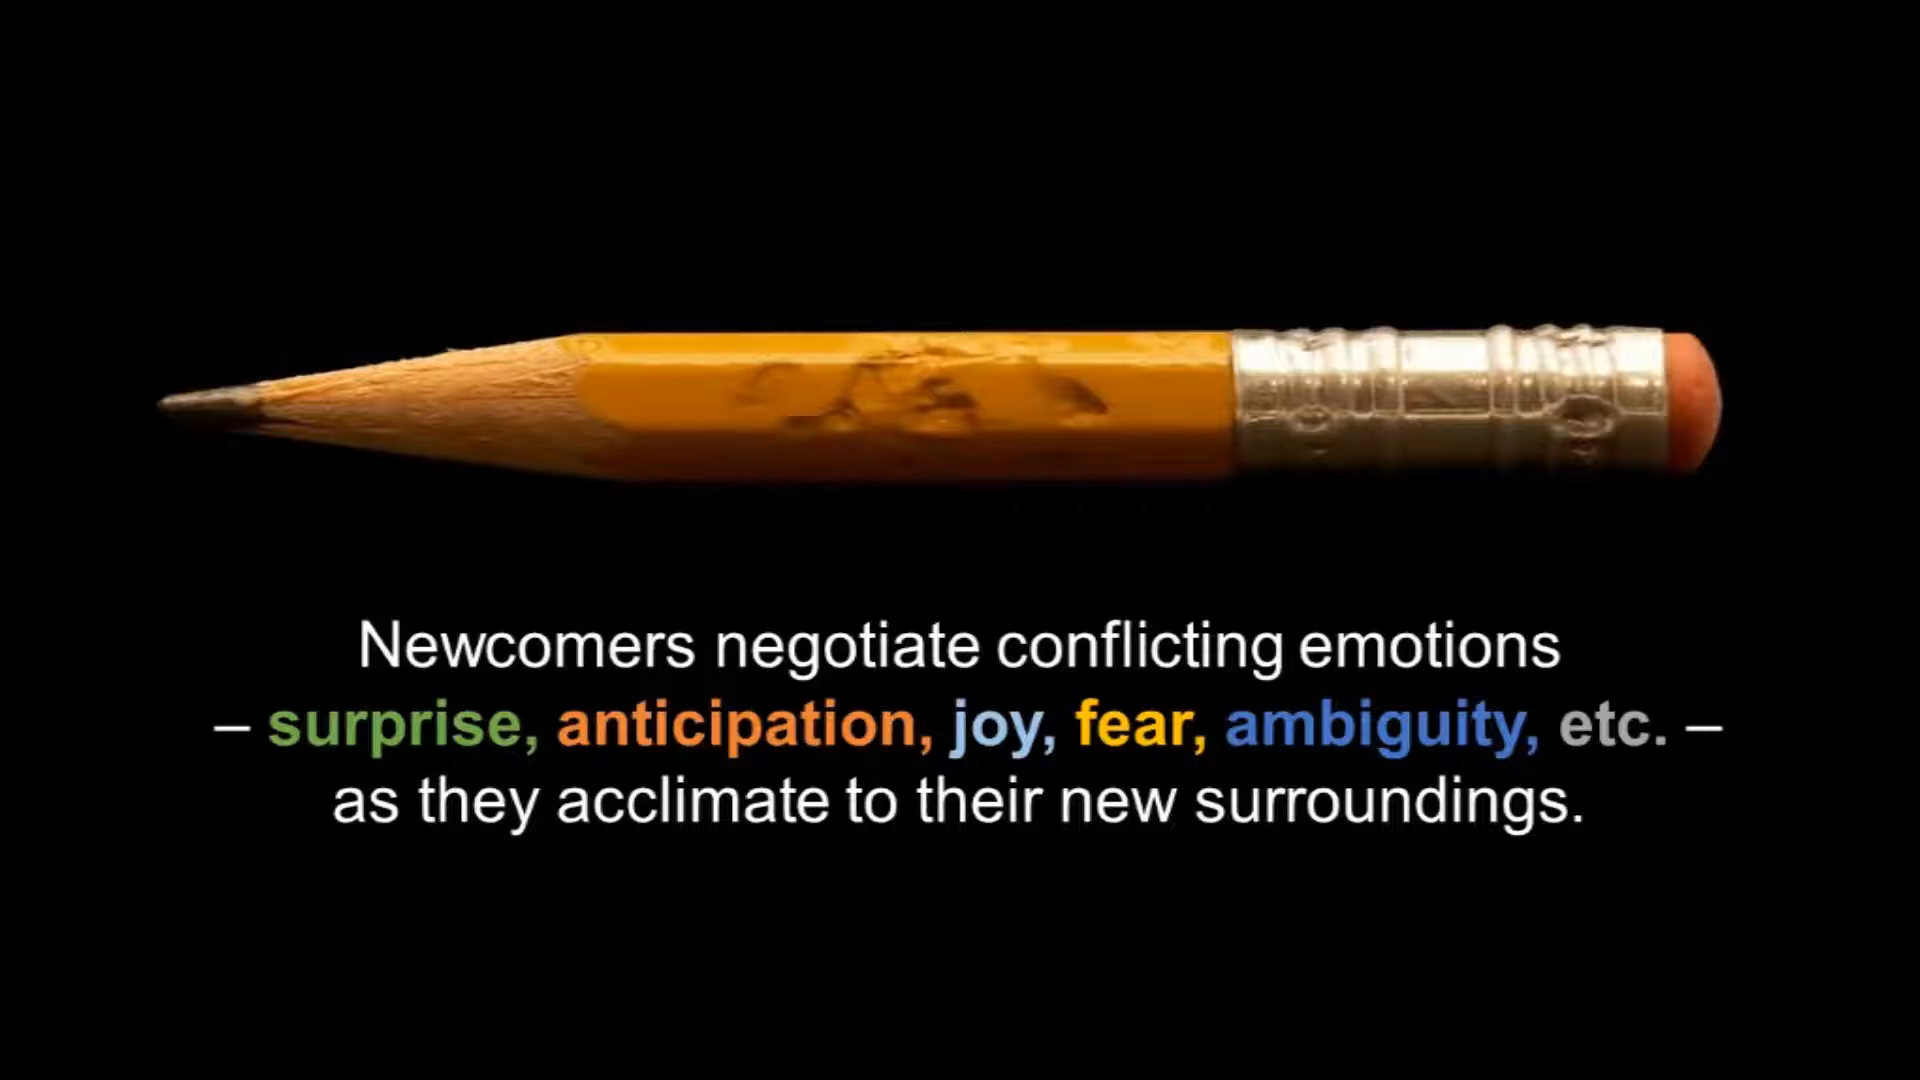 Newcomers negotiate conflicting emotions
– surprise, anticipation, joy, fear, ambiguity, etc. –
as they acclimate to their new surroundings.